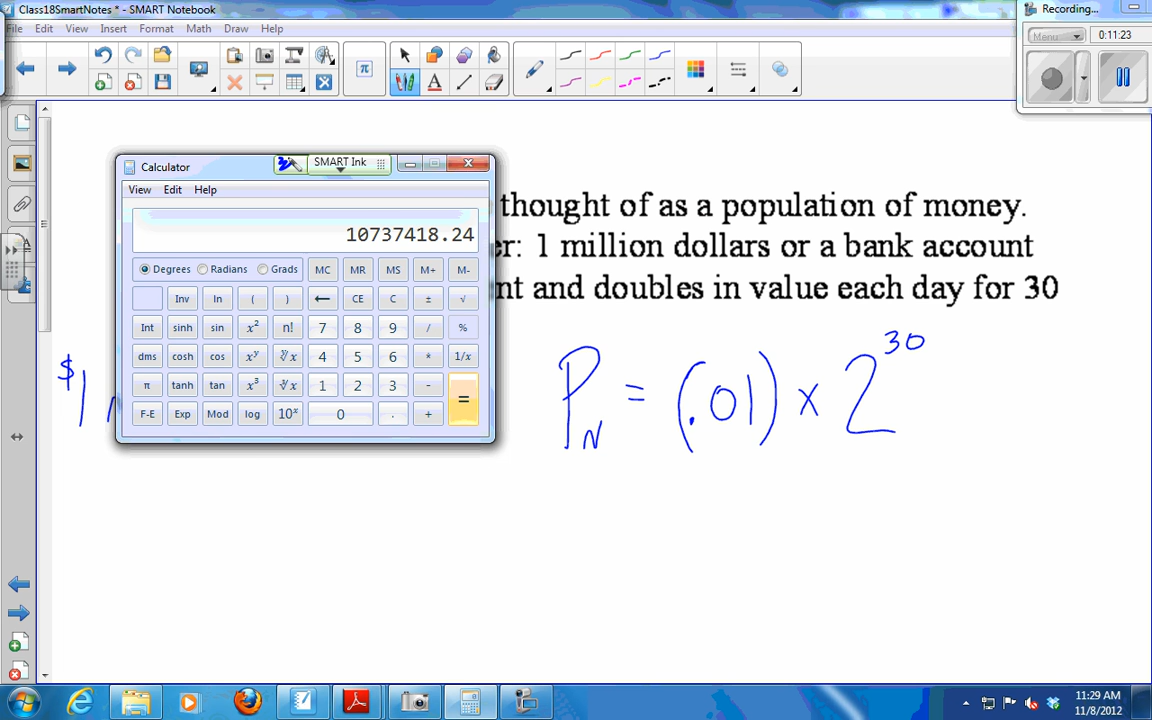 Class18SmartNotes * - SMART Notebook
File Edit View Insert Format Math Draw Help
Recording...
Menu
0:11:23
Calculator
SMART Ink
View Edit Help
10737418.24
Degrees Radians Grads MC MR MS M+ M-
Inv ln ( ) ← CE C ± √
Int sinh sin x² n! 7 8 9 / %
dms cosh cos xʸ ʸ√x 4 5 6 * 1/x
π tanh tan x³ ³√x 1 2 3 - =
F-E Exp Mod log 10ˣ 0 . +
thought of as a population of money.
er: 1 million dollars or a bank account
nt and doubles in value each day for 30
$1
P_N = (.01) x 2^30
11:29 AM
11/8/2012